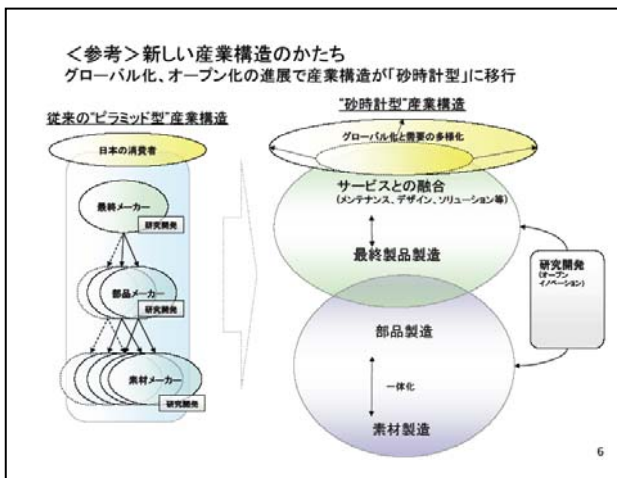 ＜参考＞新しい産業構造のかたち
グローバル化、オープン化の進展で産業構造が「砂時計型」に移行
従来の"ピラミッド型"産業構造
日本の消費者
最終メーカー
研究開発
部品メーカー
研究開発
素材メーカー
研究開発
"砂時計型"産業構造
グローバル化と需要の多様化
サービスとの融合
(メンテナンス、デザイン、ソリューション等)
最終製品製造
部品製造
一体化
素材製造
研究開発
(オープン
イノベーション)
6